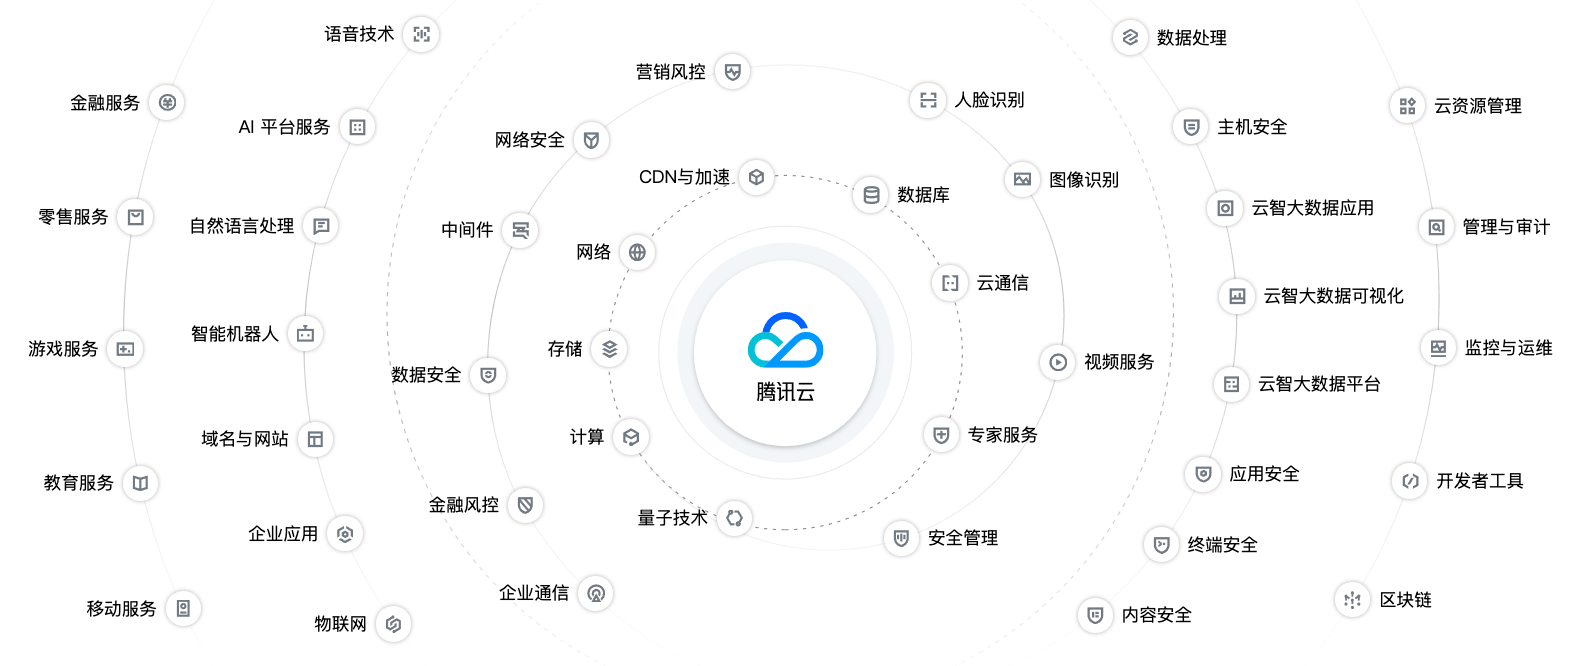 语音技术
数据处理
营销风控
金融服务
人脸识别
云资源管理
AI 平台服务
主机安全
网络安全
CDN与加速
图像识别
数据库
云智大数据应用
零售服务
自然语言处理
中间件
管理与审计
网络
云通信
云智大数据可视化
智能机器人
游戏服务
存储
视频服务
监控与运维
数据安全
腾讯云
云智大数据平台
域名与网站
计算
专家服务
应用安全
教育服务
开发者工具
金融风控
量子技术
企业应用
安全管理
终端安全
企业通信
移动服务
区块链
物联网
内容安全